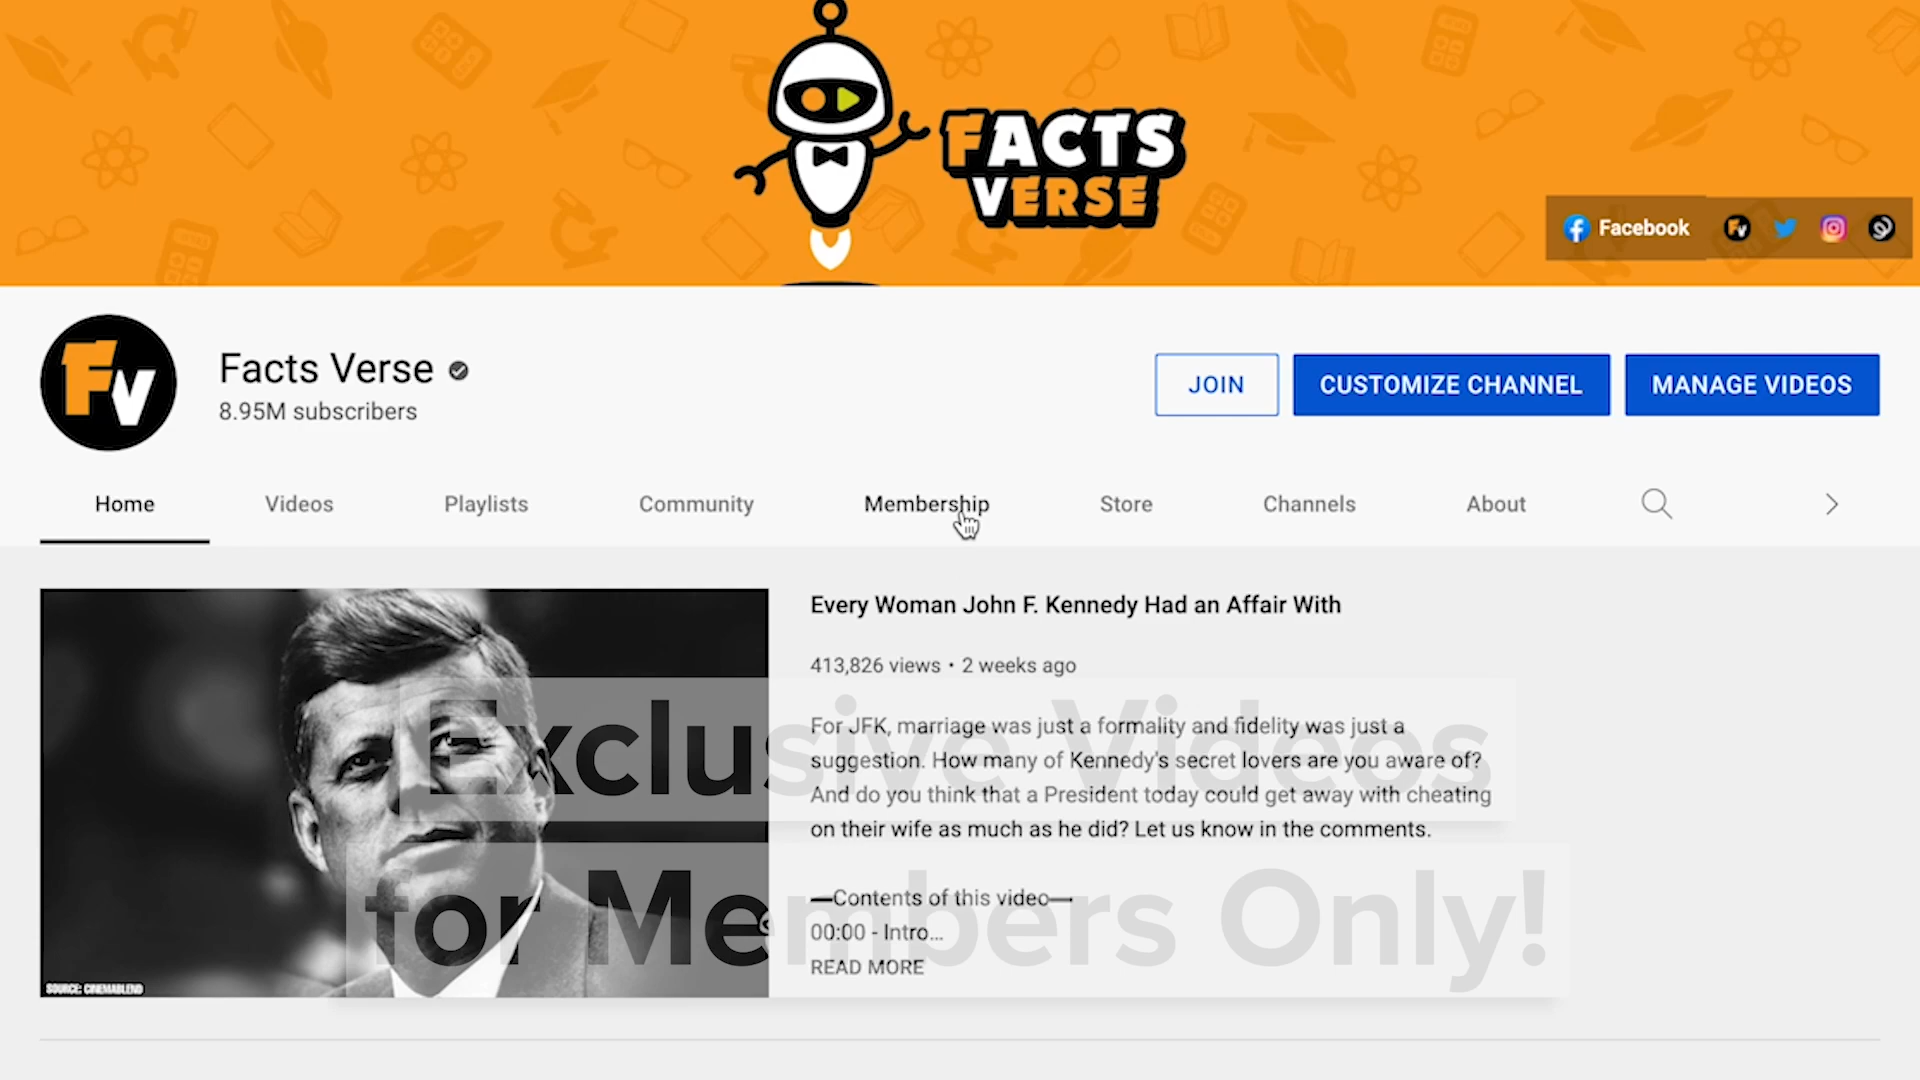 FACTS
VERSE
Facebook
FV
Facts Verse
8.95M subscribers
JOIN
CUSTOMIZE CHANNEL
MANAGE VIDEOS
Home
Videos
Playlists
Community
Membership
Store
Channels
About
Every Woman John F. Kennedy Had an Affair With
413,826 views • 2 weeks ago
For JFK, marriage was just a formality and fidelity was just a
suggestion. How many of Kennedy's secret lovers are you aware of?
And do you think that a President today could get away with cheating
on their wife as much as he did? Let us know in the comments.
—Contents of this video—
00:00 - Intro...
READ MORE
SOURCE: CINEMABLEND
Exclusive Videos
for Members Only!